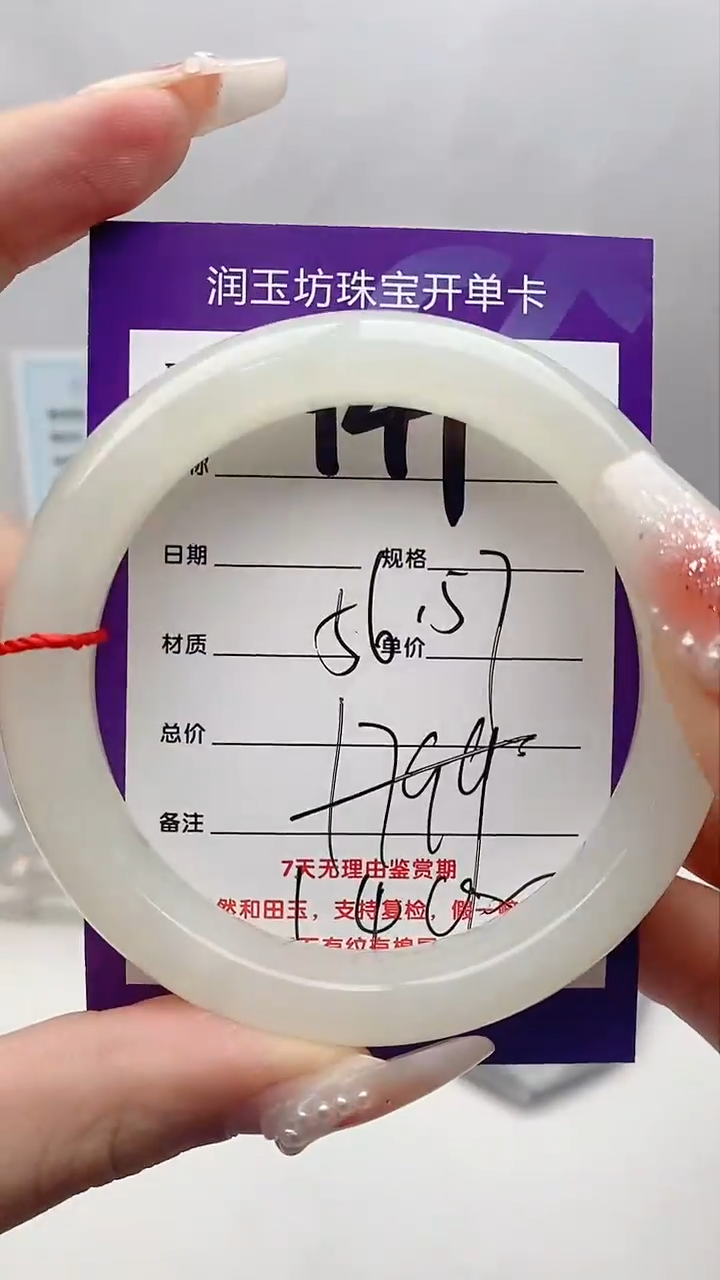 润玉坊珠宝开单卡
141
日期 规格
56.5
材质 单价
总价
1799
备注
7天无理由鉴赏期
然和田玉，支持复检，假一